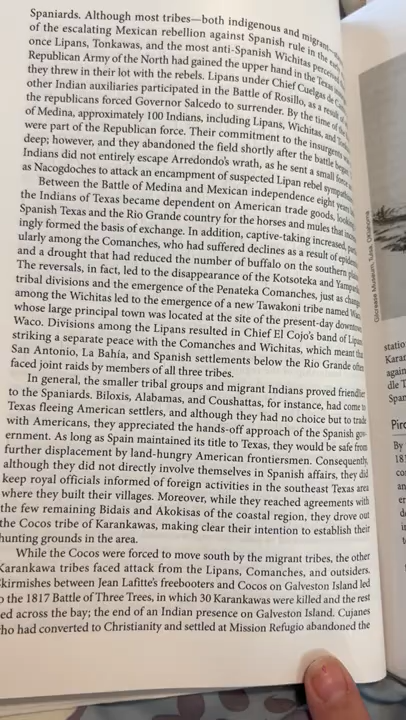 Spaniards. Although most tribes—both indigenous and migrant—
of the escalating Mexican rebellion against Spanish rule in the
once Lipans, Tonkawas, and the most anti-Spanish Wichitas perceived
Republican Army of the North had gained the upper hand in the Texas
they threw in their lot with the rebels. Lipans under Chief Cuelgas de
other Indian auxiliaries participated in the Battle of Rosillo, as a result of
the republicans forced Governor Salcedo to surrender. By the time of the
of Medina, approximately 100 Indians, including Lipans, Wichitas, and
were part of the Republican force. Their commitment to the insurgents was
deep; however, and they abandoned the field shortly after the battle began.
Indians did not entirely escape Arredondo's wrath, as he sent a small force
as Nacogdoches to attack an encampment of suspected Lipan rebel
Between the Battle of Medina and Mexican independence eight years
the Indians of Texas became dependent on American trade goods, looking
Spanish Texas and the Rio Grande country for the horses and mules that
ingly formed the basis of exchange. In addition, captive-taking increased,
ularly among the Comanches, who had suffered declines as a result of
and a drought that had reduced the number of buffalo on the southern plains.
The reversals, in fact, led to the disappearance of the Kotsoteka and
tribal divisions and the emergence of the Penateka Comanches, just as changes
among the Wichitas led to the emergence of a new Tawakoni tribe named Waco
whose large principal town was located at the site of the present-day downtown
Waco. Divisions among the Lipans resulted in Chief El Cojo's band of Lipans
striking a separate peace with the Comanches and Wichitas, which meant that
San Antonio, La Bahía, and Spanish settlements below the Rio Grande often
faced joint raids by members of all three tribes.
In general, the smaller tribal groups and migrant Indians proved friendlier
to the Spaniards. Biloxis, Alabamas, and Coushattas, for instance, had come to
Texas fleeing American settlers, and although they had no choice but to trade
with Americans, they appreciated the hands-off approach of the Spanish gov-
ernment. As long as Spain maintained its title to Texas, they would be safe from
further displacement by land-hungry American frontiersmen. Consequently,
although they did not directly involve themselves in Spanish affairs, they did
keep royal officials informed of foreign activities in the southeast Texas area
where they built their villages. Moreover, while they reached agreements with
the few remaining Bidais and Akokisas of the coastal region, they drove out
the Cocos tribe of Karankawas, making clear their intention to establish their
hunting grounds in the area.
While the Cocos were forced to move south by the migrant tribes, the other
Karankawa tribes faced attack from the Lipans, Comanches, and outsiders.
kirmishes between Jean Lafitte's freebooters and Cocos on Galveston Island led
o the 1817 Battle of Three Trees, in which 30 Karankawas were killed and the rest
ed across the bay; the end of an Indian presence on Galveston Island. Cujanes
ho had converted to Christianity and settled at Mission Refugio abandoned the
Gilcrease Museum, Tulsa, Oklahoma
statio
Karan
again
dle T
Span
Pirc
By
18
co
an
er